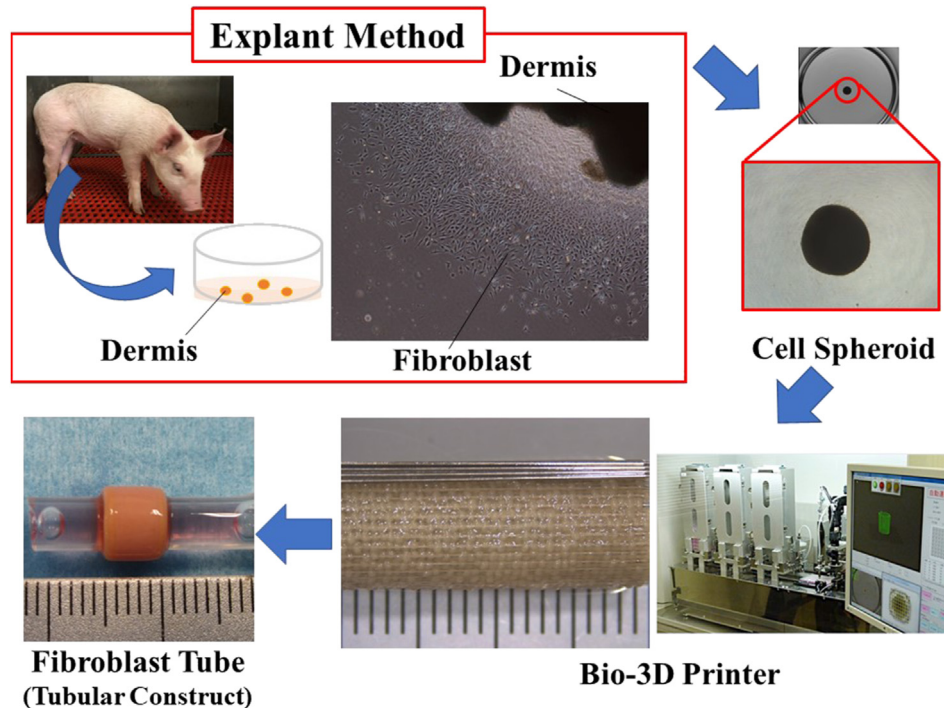 Explant Method
Dermis
Dermis
Fibroblast
Cell Spheroid
Fibroblast Tube
(Tubular Construct)
Bio-3D Printer